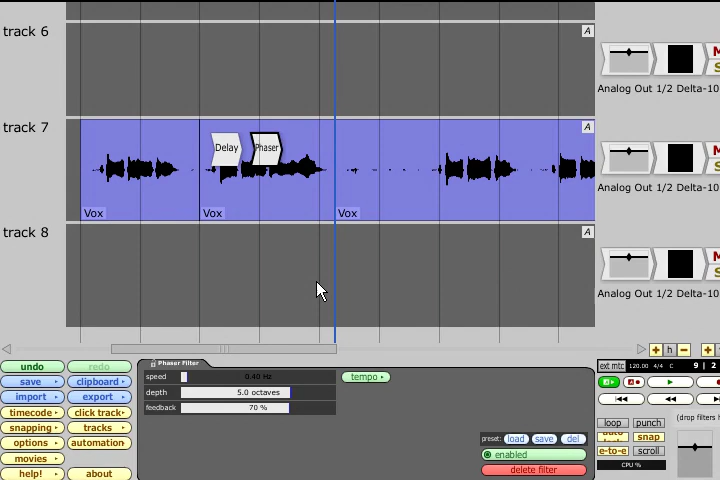 track 6
A
M
S
Analog Out 1/2 Delta-10
track 7
A
Delay
Phaser
M
S
Vox
Vox
Vox
Analog Out 1/2 Delta-10
track 8
A
M
S
Analog Out 1/2 Delta-10
+ h − +
undo
redo
save
clipboard
import
export
timecode
click track
snapping
tracks
options
automation
movies
help!
about
Phaser Filter
speed 0.40 Hz
tempo
depth 5.0 octaves
feedback 70 %
preset: load save del
enabled
delete filter
ext mtc 120.00 4/4 C 9 | 2
loop punch
snap
e-to-e scroll
CPU %
(drop filters h